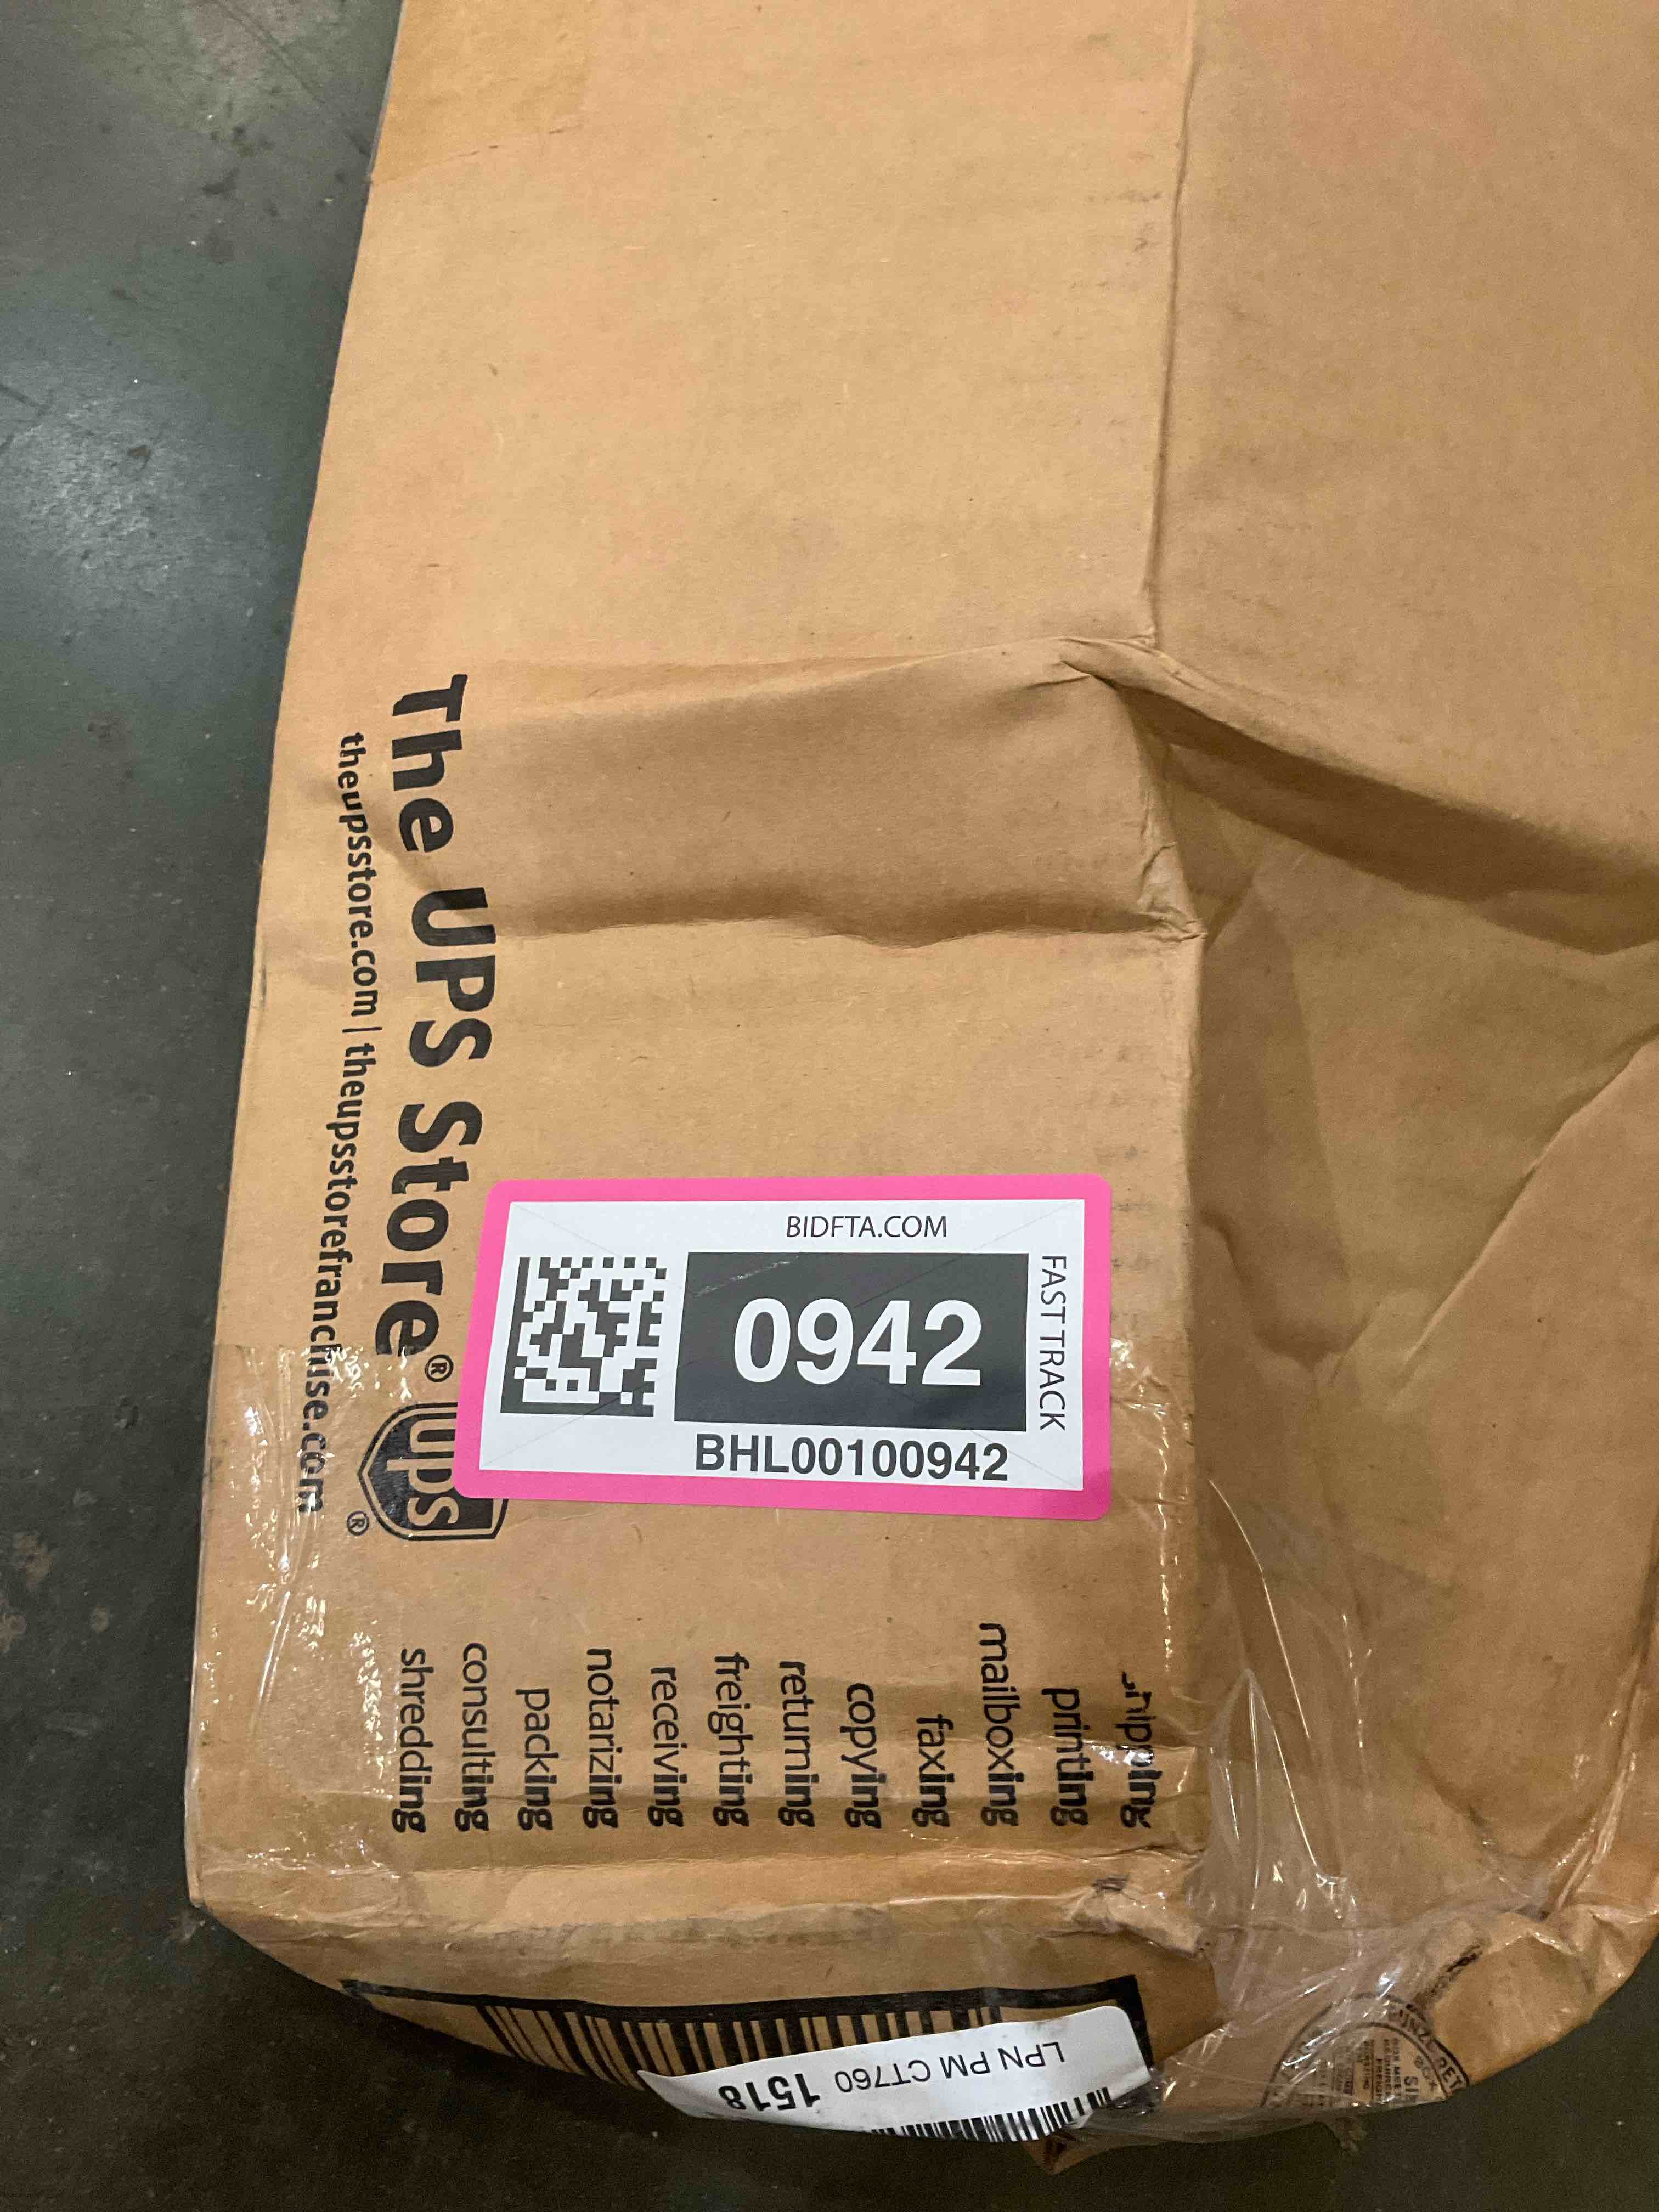 The UPS Store®
ups
®
theupsstore.com | theupsstorefranchise.com
BIDFTA.COM
0942
FAST TRACK
BHL00100942
printing
mailboxing
faxing
copying
returning
freighting
receiving
notarizing
packing
consulting
shredding
LPN PM CT760 1518